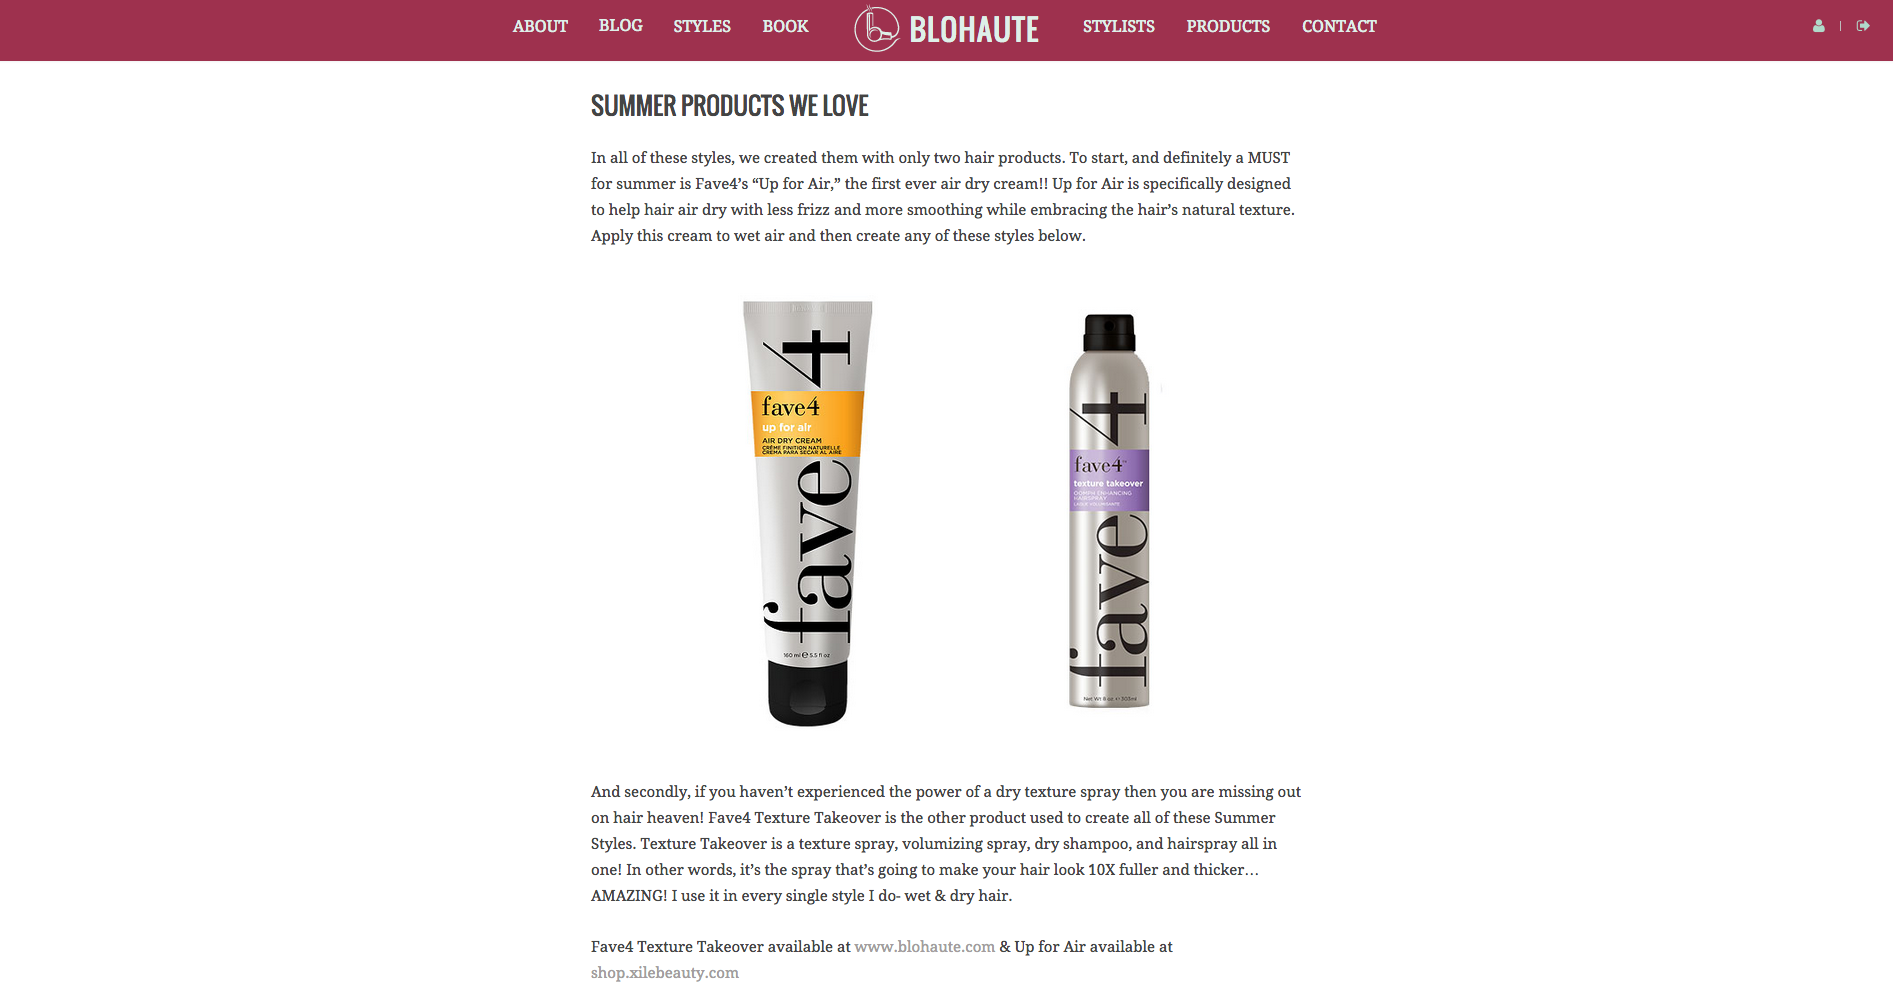 ABOUT BLOG STYLES BOOK BLOHAUTE STYLISTS PRODUCTS CONTACT
SUMMER PRODUCTS WE LOVE
In all of these styles, we created them with only two hair products. To start, and definitely a MUST
for summer is Fave4’s “Up for Air,” the first ever air dry cream!! Up for Air is specifically designed
to help hair air dry with less frizz and more smoothing while embracing the hair’s natural texture.
Apply this cream to wet air and then create any of these styles below.
fave4
fave4
up for air
AIR DRY CREAM
CRÈME FINITION NATURELLE
CREMA PARA SECAR AL AIRE
160 ml e 5.5 fl oz
fave4
fave4™
texture takeover
OOMPH ENHANCING
HAIRSPRAY
Net Wt 8 oz
And secondly, if you haven’t experienced the power of a dry texture spray then you are missing out
on hair heaven! Fave4 Texture Takeover is the other product used to create all of these Summer
Styles. Texture Takeover is a texture spray, volumizing spray, dry shampoo, and hairspray all in
one! In other words, it’s the spray that’s going to make your hair look 10X fuller and thicker…
AMAZING! I use it in every single style I do- wet & dry hair.
Fave4 Texture Takeover available at www.blohaute.com & Up for Air available at
shop.xilebeauty.com